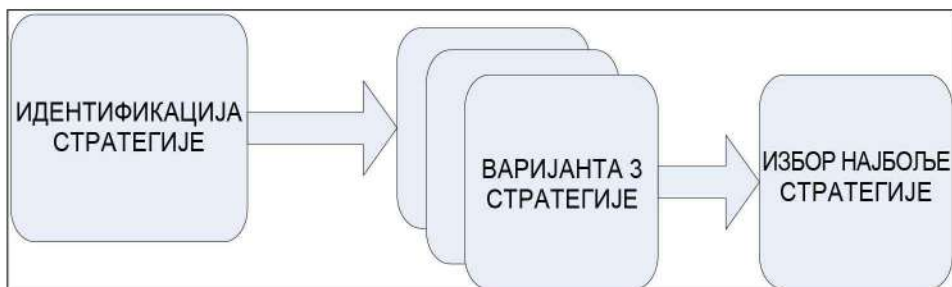 ИДЕНТИФИКАЦИЈА
СТРАТЕГИЈЕ
ВАРИЈАНТА 3
СТРАТЕГИЈЕ
ИЗБОР НАЈБОЉЕ
СТРАТЕГИЈЕ